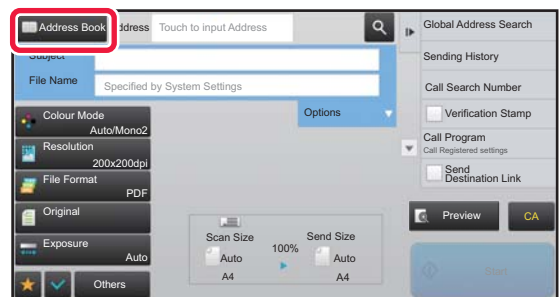 Address Book
Address
Touch to input Address
Subject
File Name
Specified by System Settings
Options
Colour Mode
Auto/Mono2
Resolution
200x200dpi
File Format
PDF
Original
Exposure
Auto
Others
Scan Size
Auto
A4
100%
Send Size
Auto
A4
Global Address Search
Sending History
Call Search Number
Verification Stamp
Call Program
Call Registered settings
Send
Destination Link
Preview
CA
Start